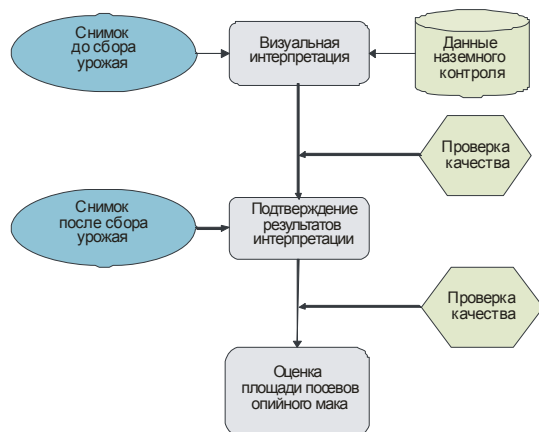 Снимок
до сбора
урожая
Визуальная
интерпретация
Данные
наземного
контроля
Проверка
качества
Снимок
после сбора
урожая
Подтверждение
результатов
интерпретации
Проверка
качества
Оценка
площади посевов
опийного мака